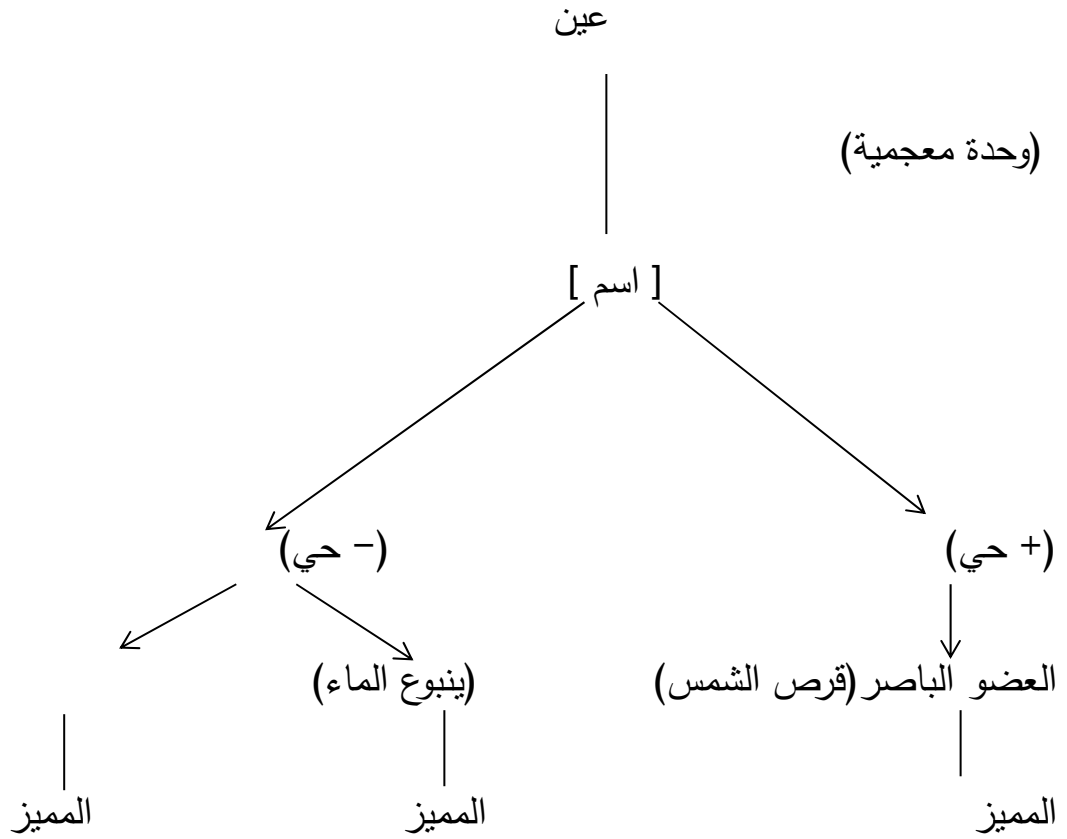 عين
(وحدة معجمية)
[ اسم ]
(+ حي)
(– حي)
العضو الباصر (قرص الشمس)
(ينبوع الماء)
المميز
المميز
المميز